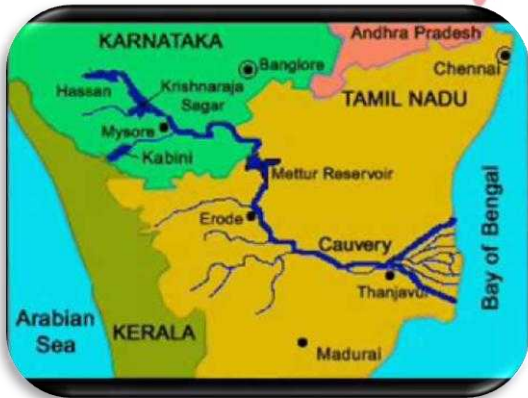 KARNATAKA
Andhra Pradesh
Banglore
Chennai
Hassan
Krishnaraja
Sagar
TAMIL NADU
Mysore
Kabini
Mettur Reservoir
Erode
Cauvery
Bay of Bengal
Thanjavur
Arabian
Sea
KERALA
Madurai